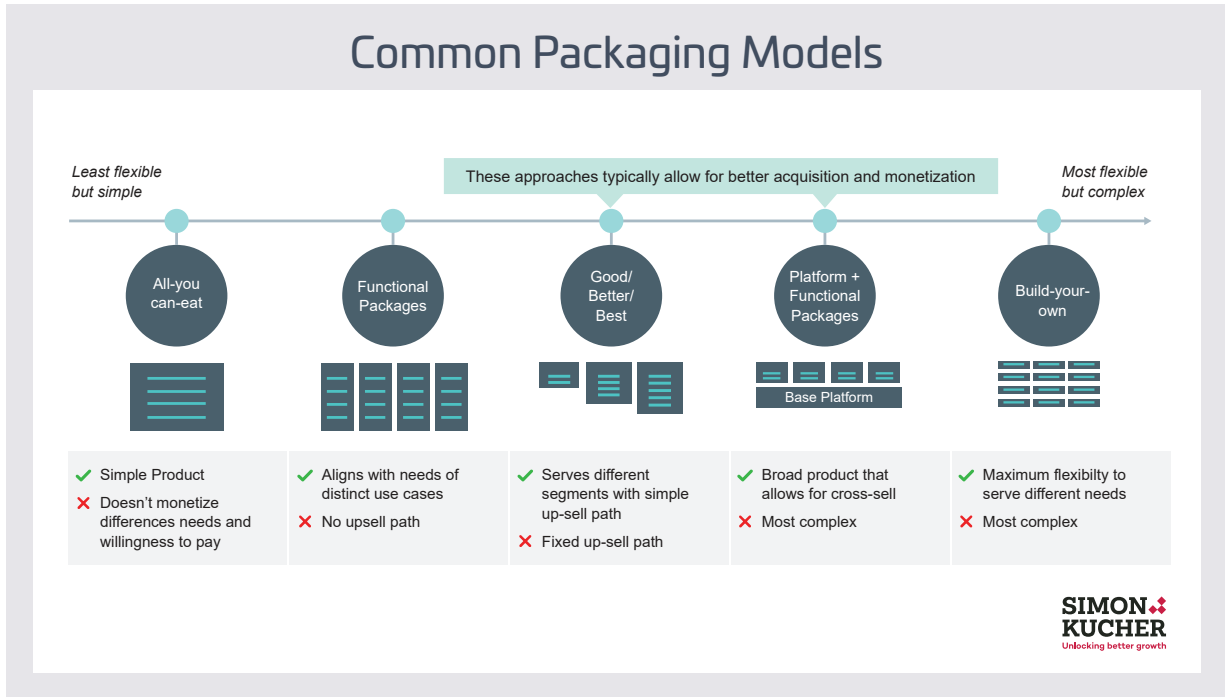 Common Packaging Models
Least flexible
but simple
These approaches typically allow for better acquisition and monetization
Most flexible
but complex
All-you
can-eat
Functional
Packages
Good/
Better/
Best
Platform +
Functional
Packages
Build-your-
own
Base Platform
Simple Product
Doesn't monetize
differences needs and
willingness to pay
Aligns with needs of
distinct use cases
No upsell path
Serves different
segments with simple
up-sell path
Fixed up-sell path
Broad product that
allows for cross-sell
Most complex
Maximum flexibilty to
serve different needs
Most complex
SIMON
KUCHER
Unlocking better growth